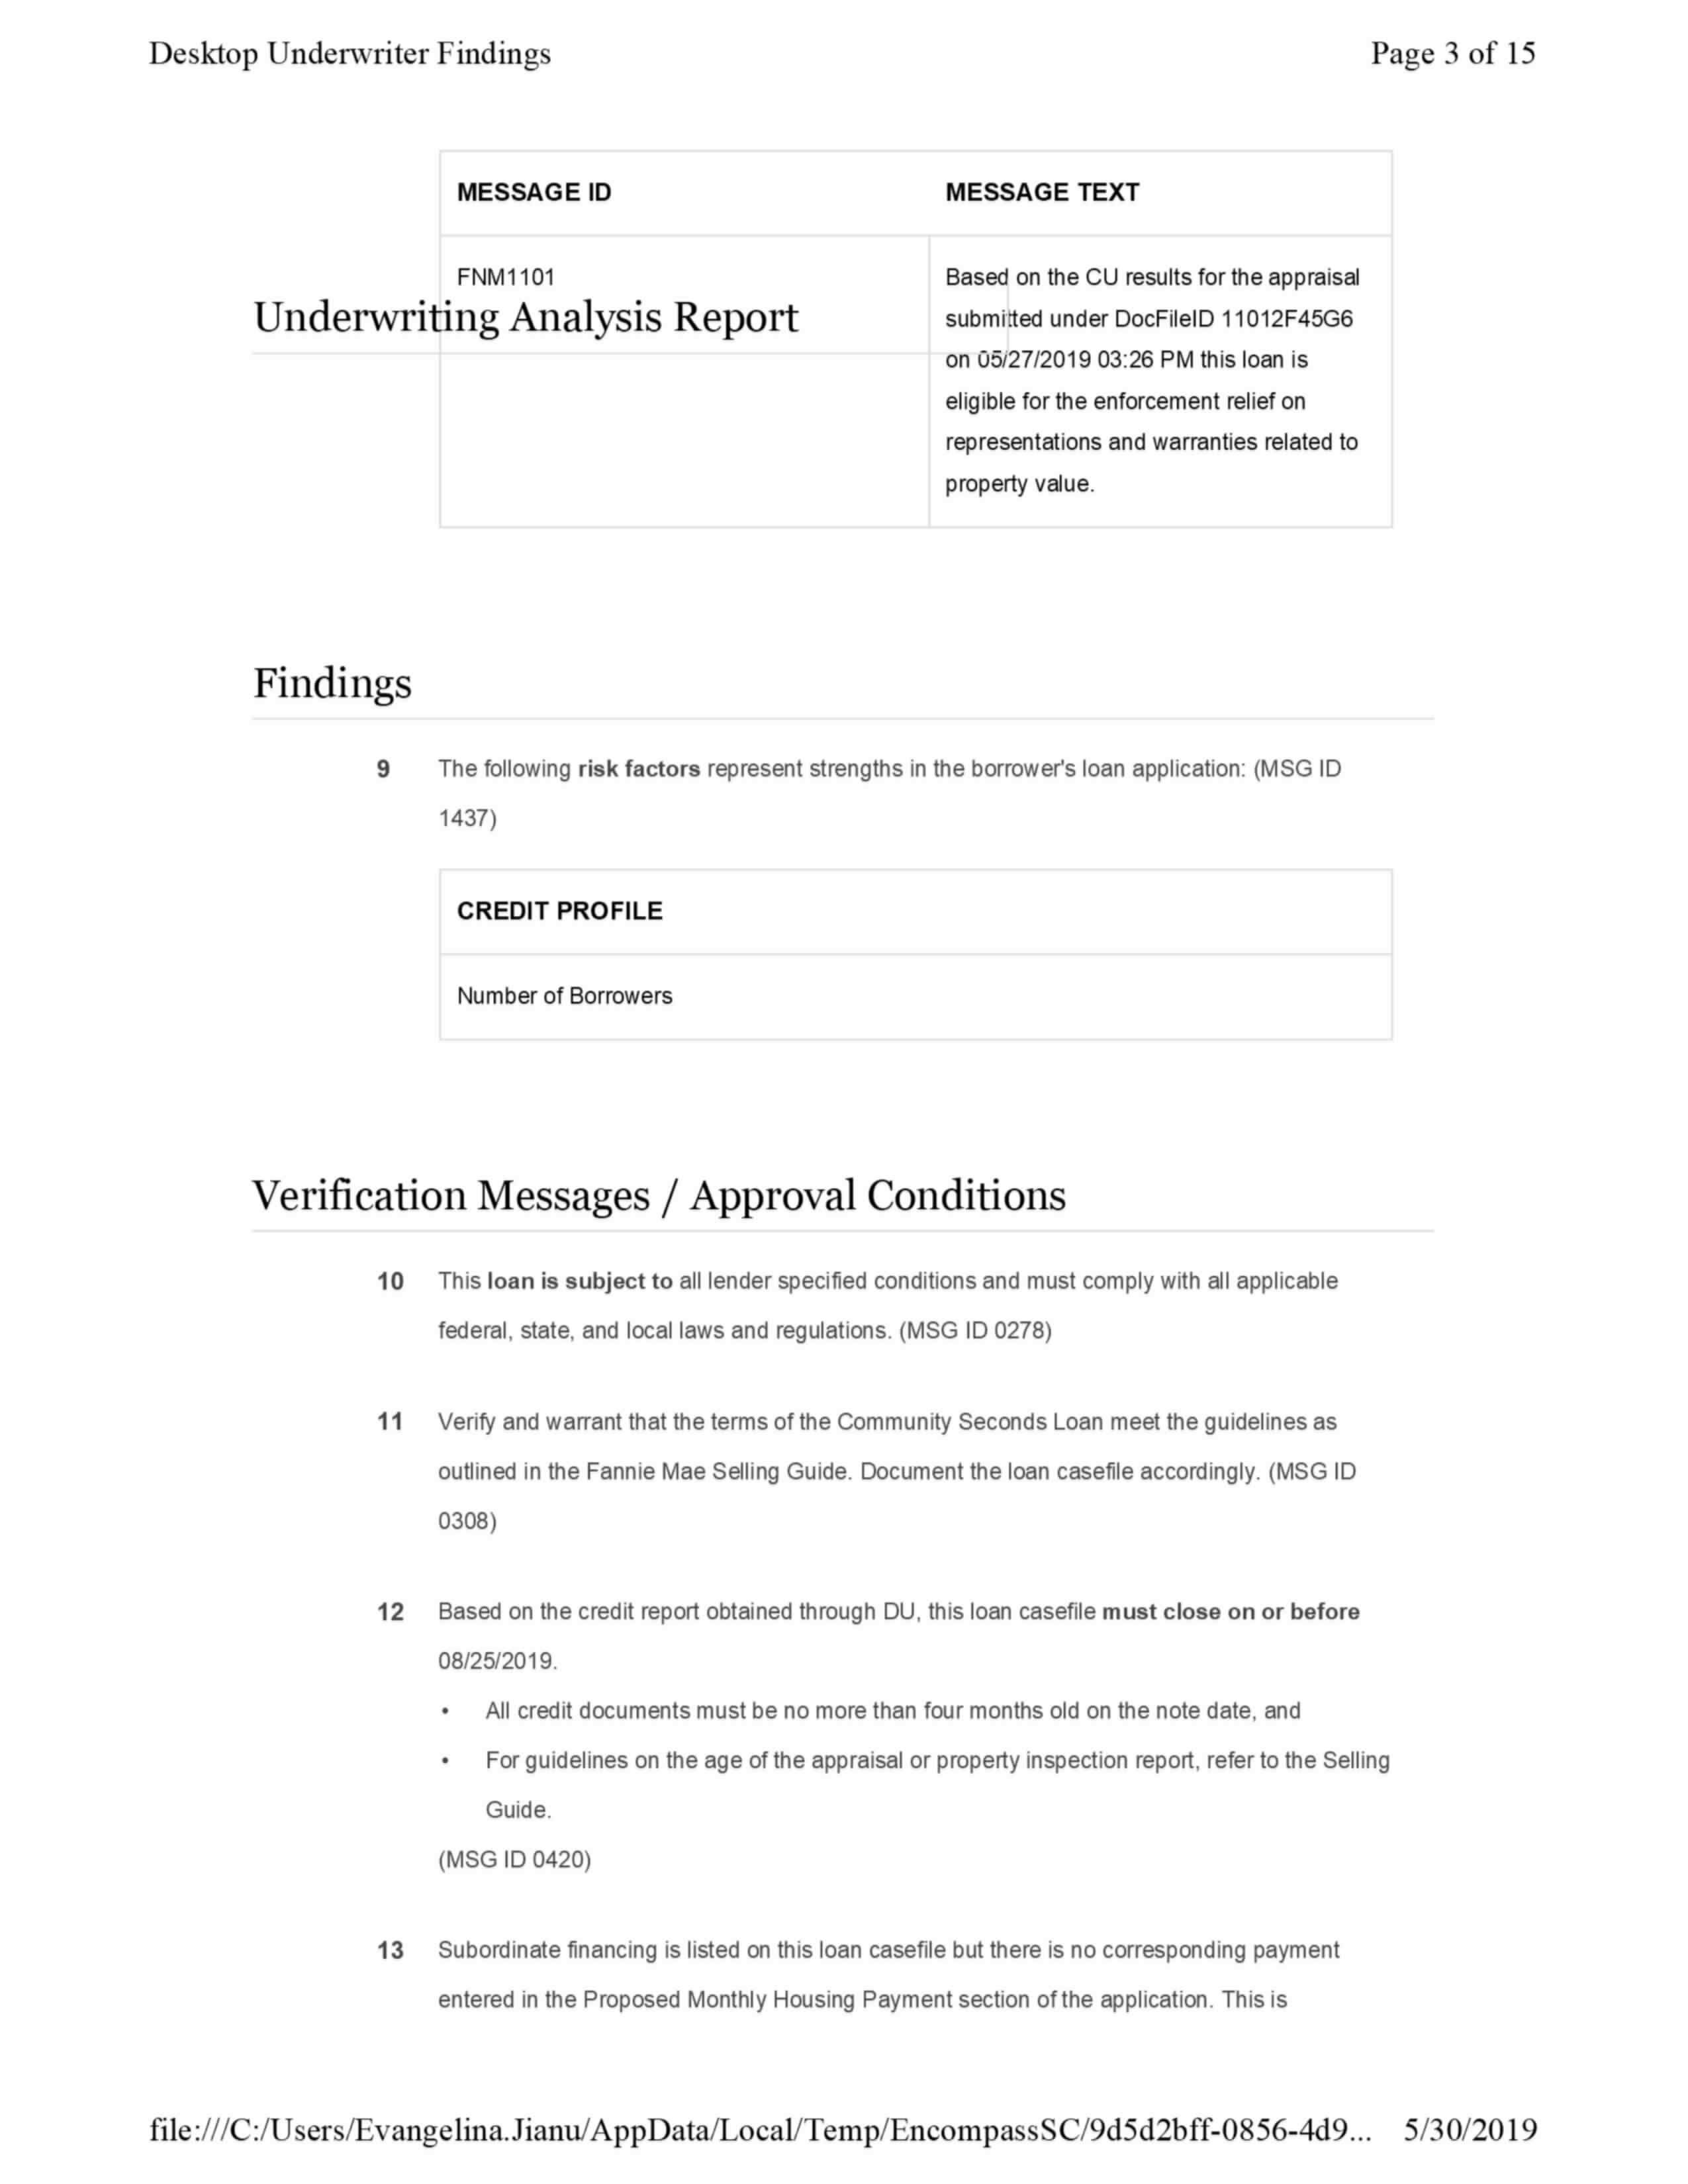 Desktop Underwriter Findings Page 3 of 15
MESSAGE ID MESSAGE TEXT
FNM1101 Based on the CU results for the appraisal
Underwriting Analysis Report submitted under DocFileID 11012F45G6
on 05/27/2019 03:26 PM this loan is
eligible for the enforcement relief on
representations and warranties related to
property value.
Findings
9 The following risk factors represent strengths in the borrower's loan application: (MSG ID
1437)
CREDIT PROFILE
Number of Borrowers
Verification Messages / Approval Conditions
10 This loan is subject to all lender specified conditions and must comply with all applicable
federal, state, and local laws and regulations. (MSG ID 0278)
11 Verify and warrant that the terms of the Community Seconds Loan meet the guidelines as
outlined in the Fannie Mae Selling Guide. Document the loan casefile accordingly. (MSG ID
0308)
12 Based on the credit report obtained through DU, this loan casefile must close on or before
08/25/2019.
• All credit documents must be no more than four months old on the note date, and
• For guidelines on the age of the appraisal or property inspection report, refer to the Selling
Guide.
(MSG ID 0420)
13 Subordinate financing is listed on this loan casefile but there is no corresponding payment
entered in the Proposed Monthly Housing Payment section of the application. This is
file:///C:/Users/Evangelina.Jianu/AppData/Local/Temp/EncompassSC/9d5d2bff-0856-4d9... 5/30/2019